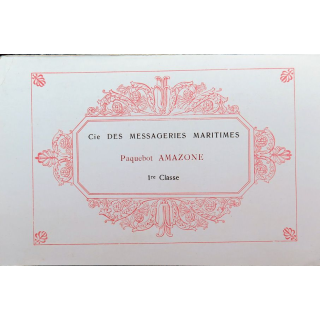 Cie DES MESSAGERIES MARITIMES
Paquebot AMAZONE
1re Classe